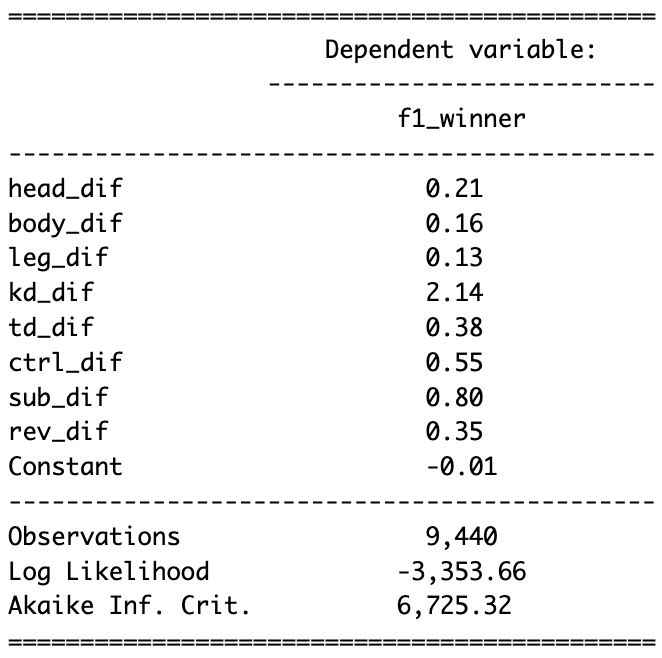 Dependent variable:
f1_winner
head_dif 0.21
body_dif 0.16
leg_dif 0.13
kd_dif 2.14
td_dif 0.38
ctrl_dif 0.55
sub_dif 0.80
rev_dif 0.35
Constant -0.01
Observations 9,440
Log Likelihood -3,353.66
Akaike Inf. Crit. 6,725.32